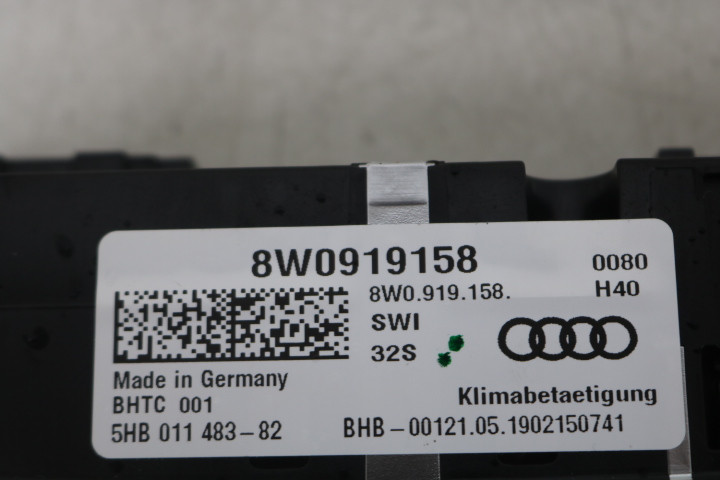 8W0919158 0080
8W0.919.158. H40
SWI
32S
Made in Germany
BHTC 001 Klimabetaetigung
5HB 011 483-82 BHB-00121.05.1902150741